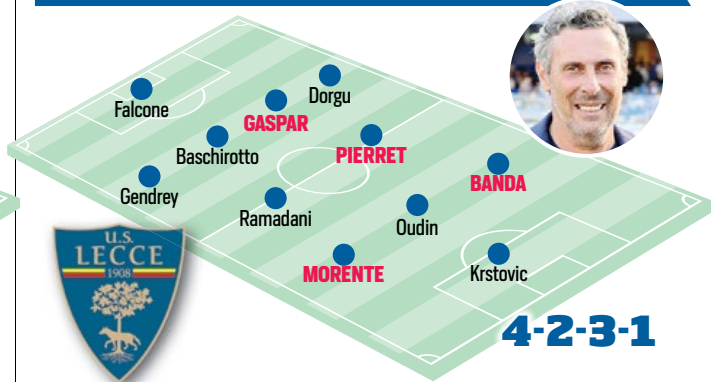 Falcone
Dorgu
GASPAR
Baschirotto
PIERRET
Gendrey
BANDA
Ramadani
Oudin
MORENTE
Krstovic
U.S.
LECCE
1908
4-2-3-1